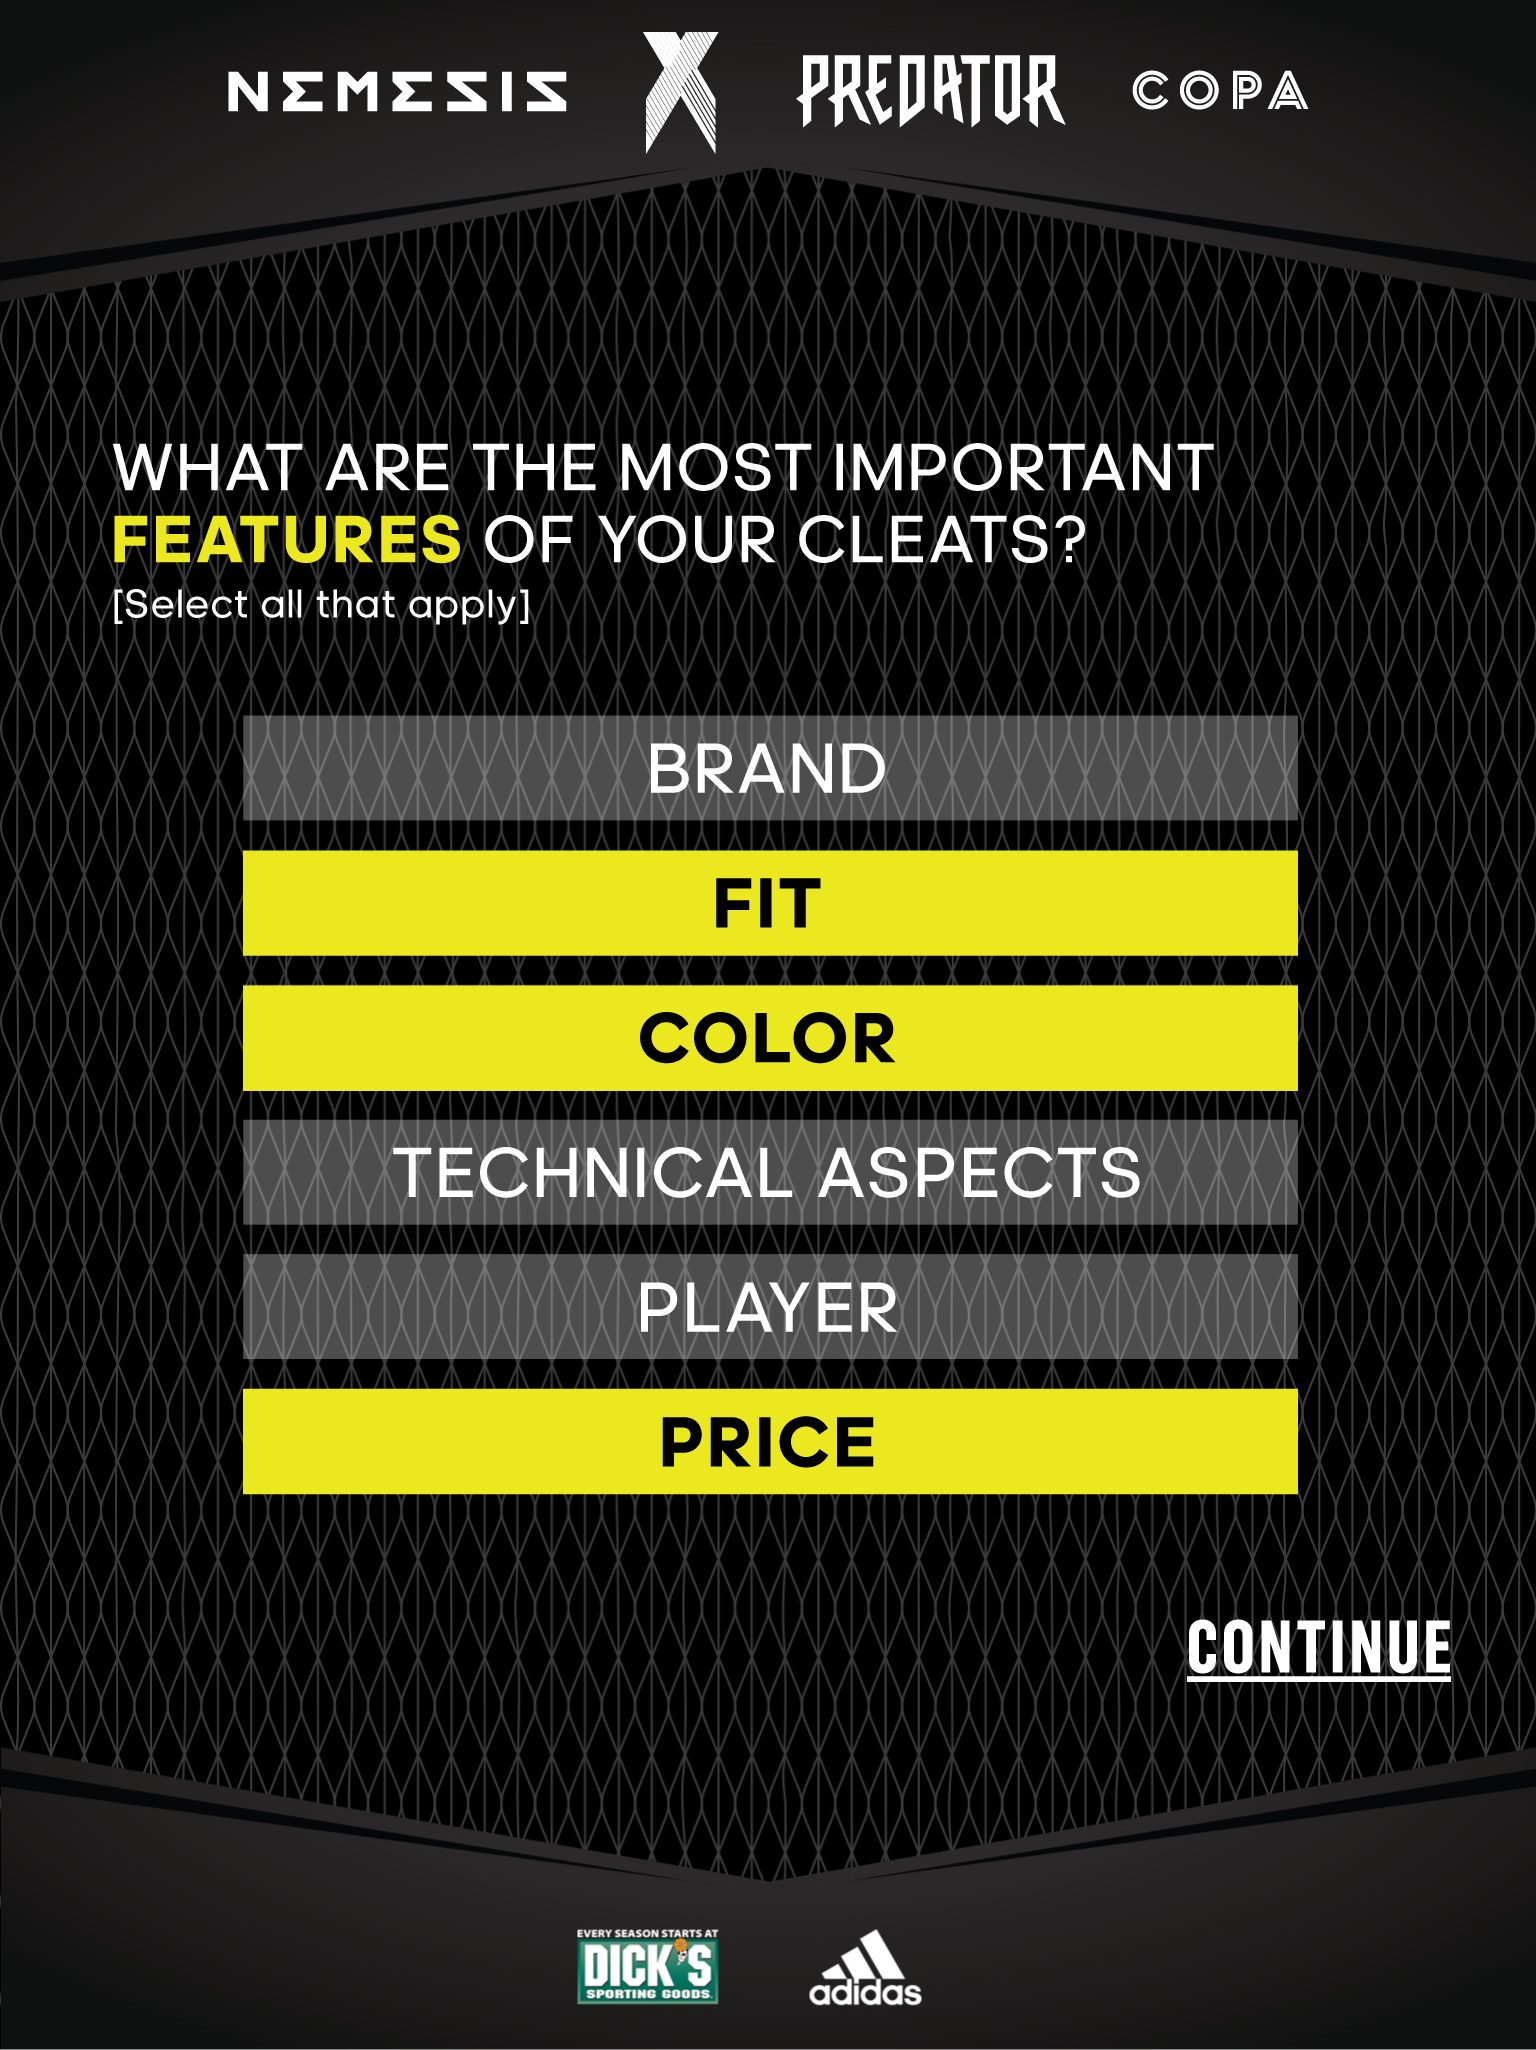 NEMESIS X PREDATOR COPA
WHAT ARE THE MOST IMPORTANT
FEATURES OF YOUR CLEATS?
[Select all that apply]
BRAND
FIT
COLOR
TECHNICAL ASPECTS
PLAYER
PRICE
CONTINUE
EVERY SEASON STARTS AT
DICK'S
SPORTING GOODS.
adidas